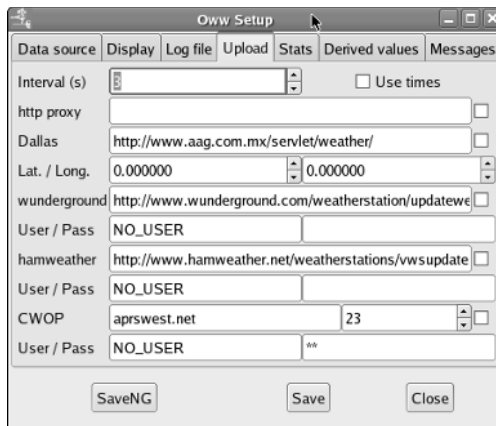 Oww Setup
Data source Display Log file Upload Stats Derived values Messages
Interval (s) 3 Use times
http proxy
Dallas http://www.aag.com.mx/servlet/weather/
Lat. / Long. 0.000000 0.000000
wunderground http://www.wunderground.com/weatherstation/updatewe
User / Pass NO_USER
hamweather http://www.hamweather.net/weatherstations/vwsupdate
User / Pass NO_USER
CWOP aprswest.net 23
User / Pass NO_USER **
SaveNG Save Close